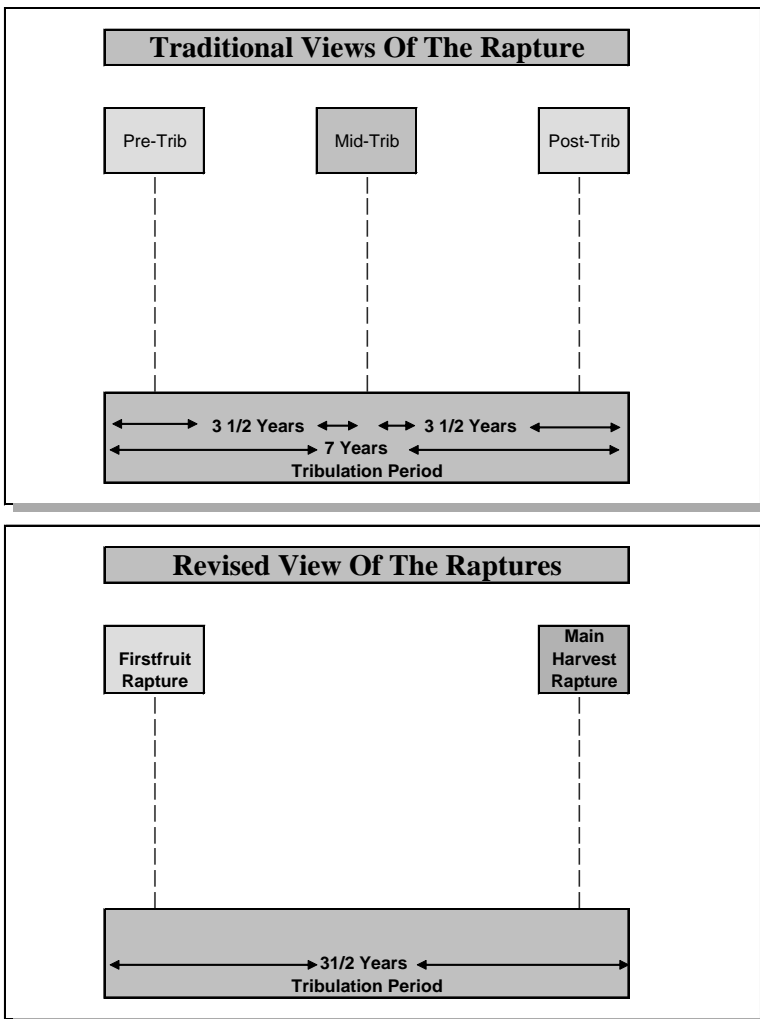 Traditional Views Of The Rapture
Pre-Trib
Mid-Trib
Post-Trib
3 1/2 Years
3 1/2 Years
7 Years
Tribulation Period
Revised View Of The Raptures
Firstfruit
Rapture
Main
Harvest
Rapture
31/2 Years
Tribulation Period